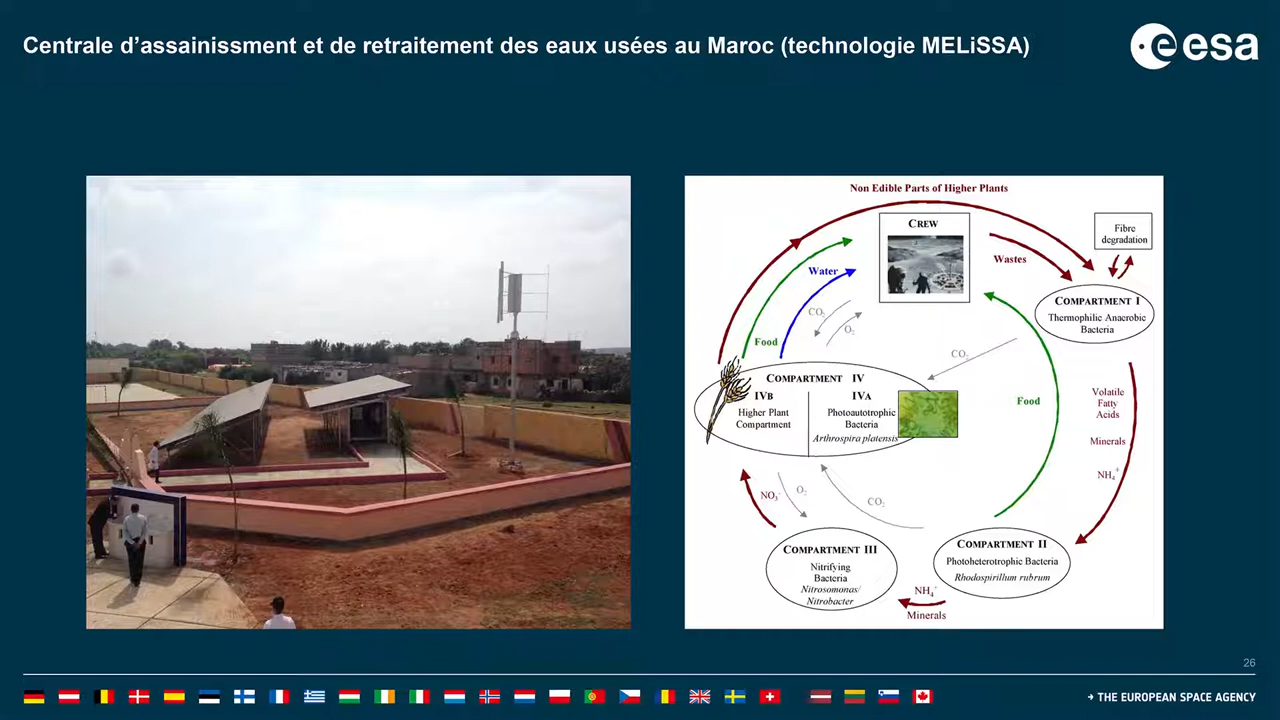 Centrale d’assainissment et de retraitement des eaux usées au Maroc (technologie MELiSSA)
esa
Non Edible Parts of Higher Plants
CREW
Fibre
degradation
Water
Wastes
COMPARTMENT I
Thermophilic Anaerobic
Bacteria
CO₂
O₂
Food
CO₂
COMPARTMENT IV
IVB
Higher Plant
Compartment
IVA
Photoautotrophic
Bacteria
Arthrospira platensis
Food
Volatile
Fatty
Acids
Minerals
NH₄⁺
NO₃⁻
O₂
CO₂
COMPARTMENT III
Nitrifying
Bacteria
Nitrosomonas/
Nitrobacter
COMPARTMENT II
Photoheterotrophic Bacteria
Rhodospirillum rubrum
NH₄⁺
Minerals
26
→ THE EUROPEAN SPACE AGENCY